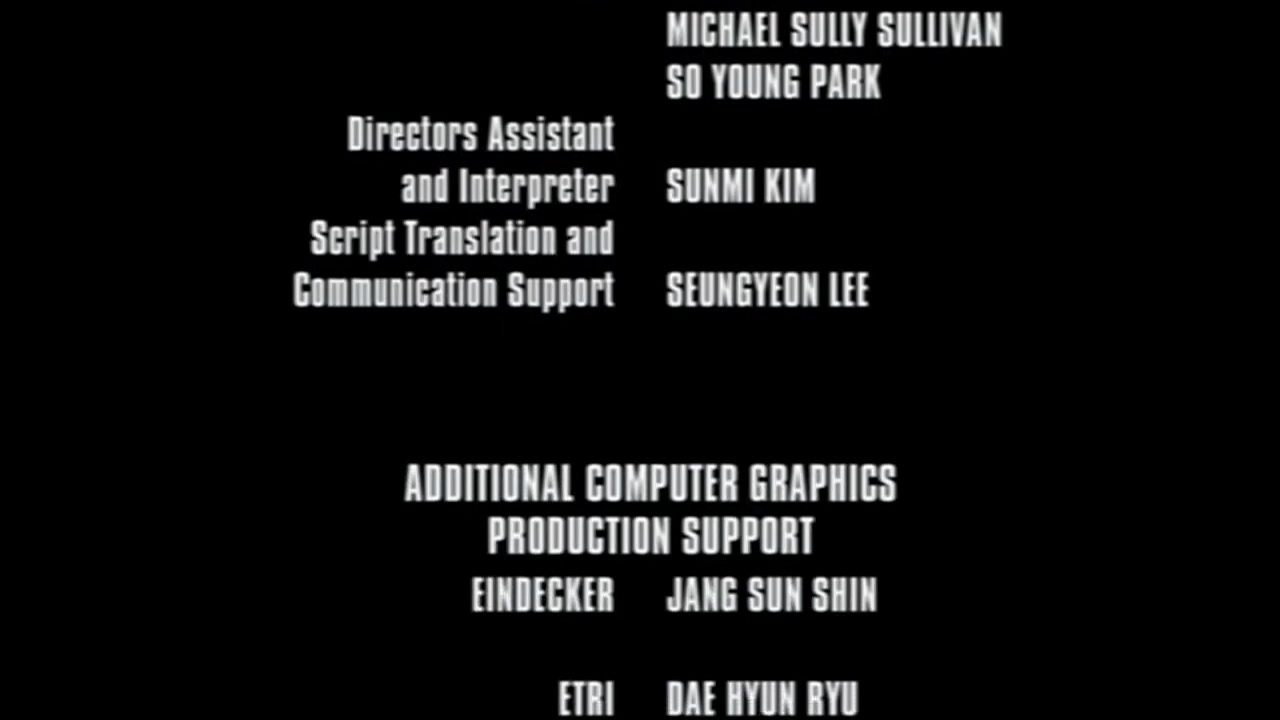 MICHAEL SULLY SULLIVAN
SO YOUNG PARK
Directors Assistant
and Interpreter SUNMI KIM
Script Translation and
Communication Support SEUNGYEON LEE
ADDITIONAL COMPUTER GRAPHICS
PRODUCTION SUPPORT
EINDECKER JANG SUN SHIN
ETRI DAE HYUN RYU